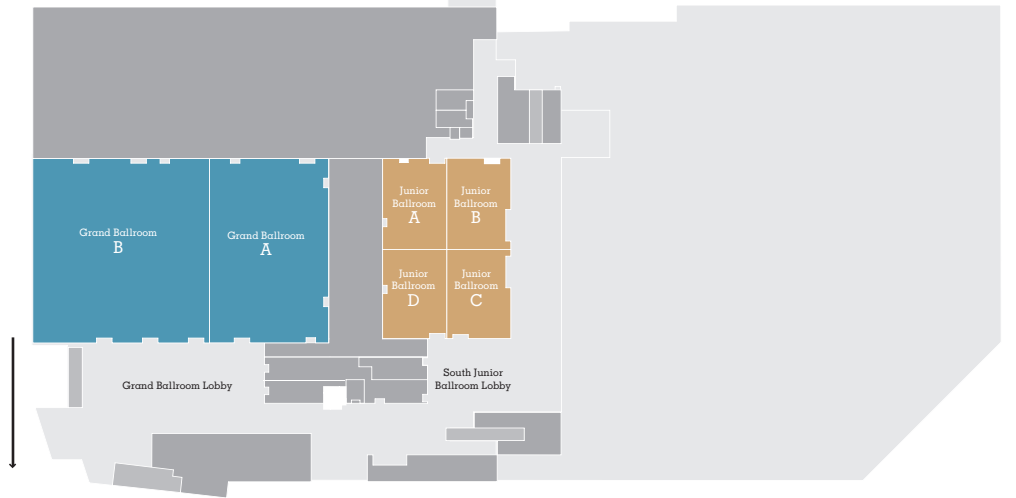 Grand Ballroom
B
Grand Ballroom
A
Junior
Ballroom
A
Junior
Ballroom
B
Junior
Ballroom
D
Junior
Ballroom
C
Grand Ballroom Lobby
South Junior
Ballroom Lobby